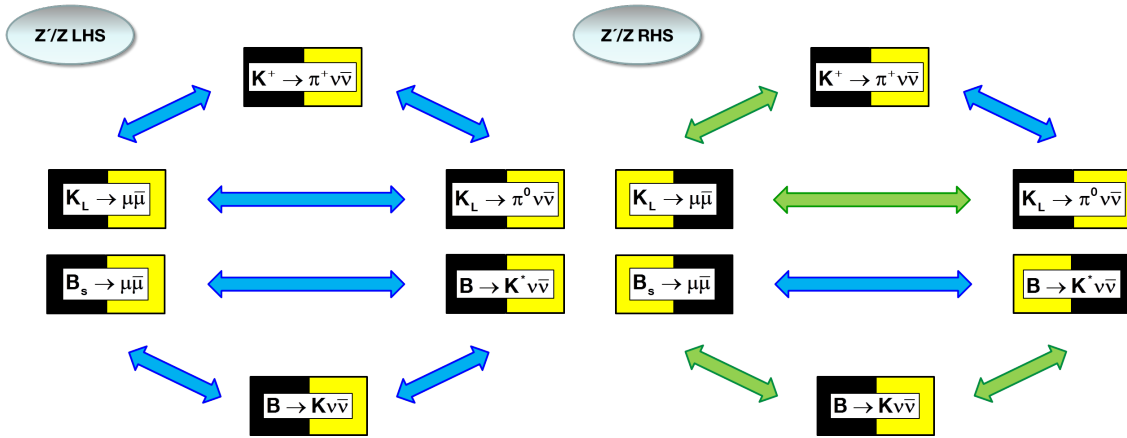 Z′/Z LHS
K⁺ → π⁺νν̄
K_L → μμ̄
K_L → π⁰νν̄
B_s → μμ̄
B → K*νν̄
B → Kνν̄
Z′/Z RHS
K⁺ → π⁺νν̄
K_L → μμ̄
K_L → π⁰νν̄
B_s → μμ̄
B → K*νν̄
B → Kνν̄